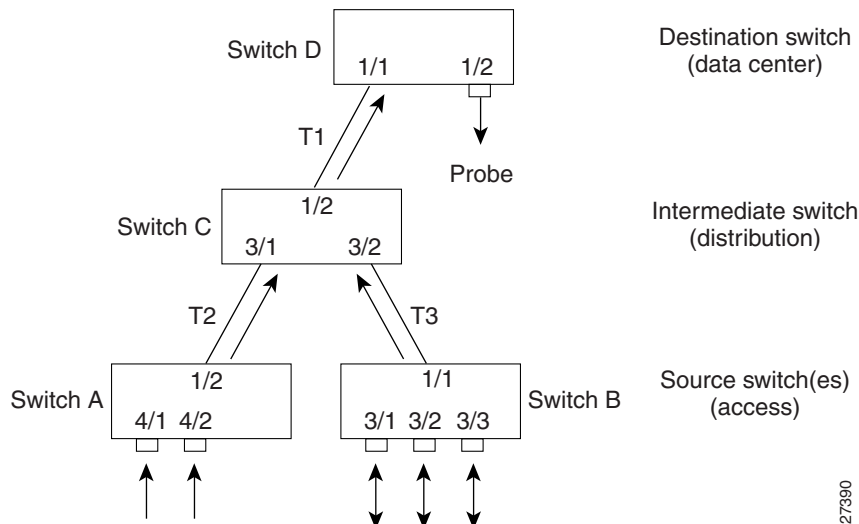 Switch D
1/1 1/2
Destination switch
(data center)
T1
Probe
Switch C
1/2
3/1 3/2
Intermediate switch
(distribution)
T2
T3
Switch A
1/2
4/1 4/2
1/1
3/1 3/2 3/3
Switch B
Source switch(es)
(access)
27390